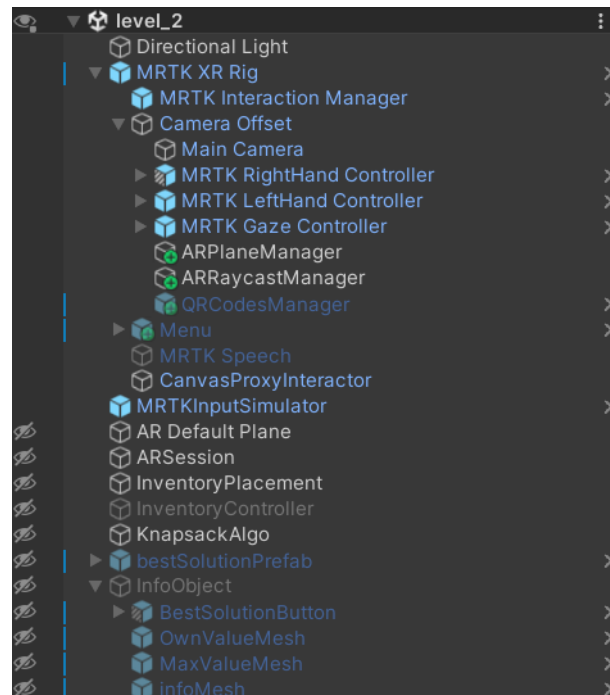 level_2
Directional Light
MRTK XR Rig
MRTK Interaction Manager
Camera Offset
Main Camera
MRTK RightHand Controller
MRTK LeftHand Controller
MRTK Gaze Controller
ARPlaneManager
ARRaycastManager
QRCodesManager
Menu
MRTK Speech
CanvasProxyInteractor
MRTKInputSimulator
AR Default Plane
ARSession
InventoryPlacement
InventoryController
KnapsackAlgo
bestSolutionPrefab
InfoObject
BestSolutionButton
OwnValueMesh
MaxValueMesh
infoMesh